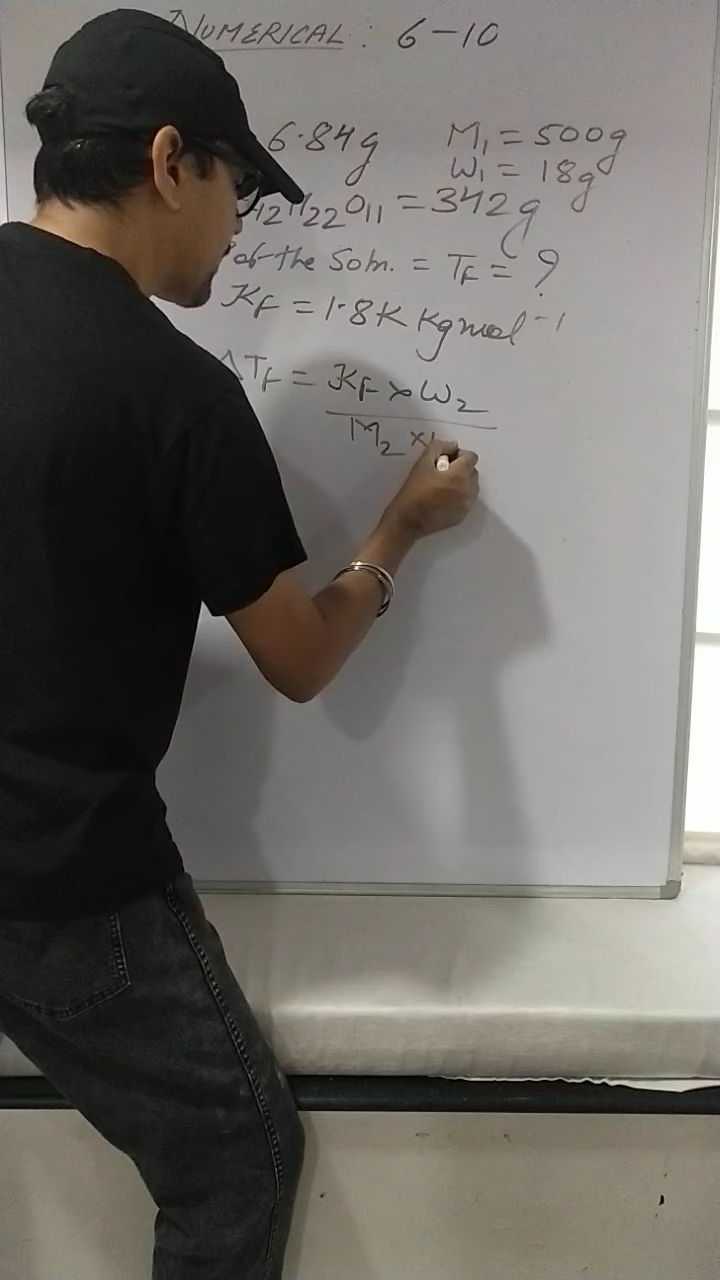 NUMERICAL: 6-10
6.84g M₁ = 500g
W₁ = 18g
₁₂H₂₂O₁₁ = 342g
of the Soln. = TF = ?
KF = 1.8K Kg mol⁻¹
ΔTF = KF × W₂
M₂ ×